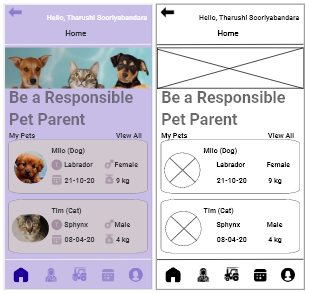 Hello, Tharushi Sooriyabandara
Home
Be a Responsible
Pet Parent
My Pets View All
Milo (Dog)
Labrador Female
21-10-20 9 kg
Tim (Cat)
Sphynx Male
08-04-20 4 kg
Hello, Tharushi Sooriyabandara
Home
Be a Responsible
Pet Parent
My Pets View All
Milo (Dog)
Labrador Female
21-10-20 9 kg
Tim (Cat)
Sphynx Male
08-04-20 4 kg